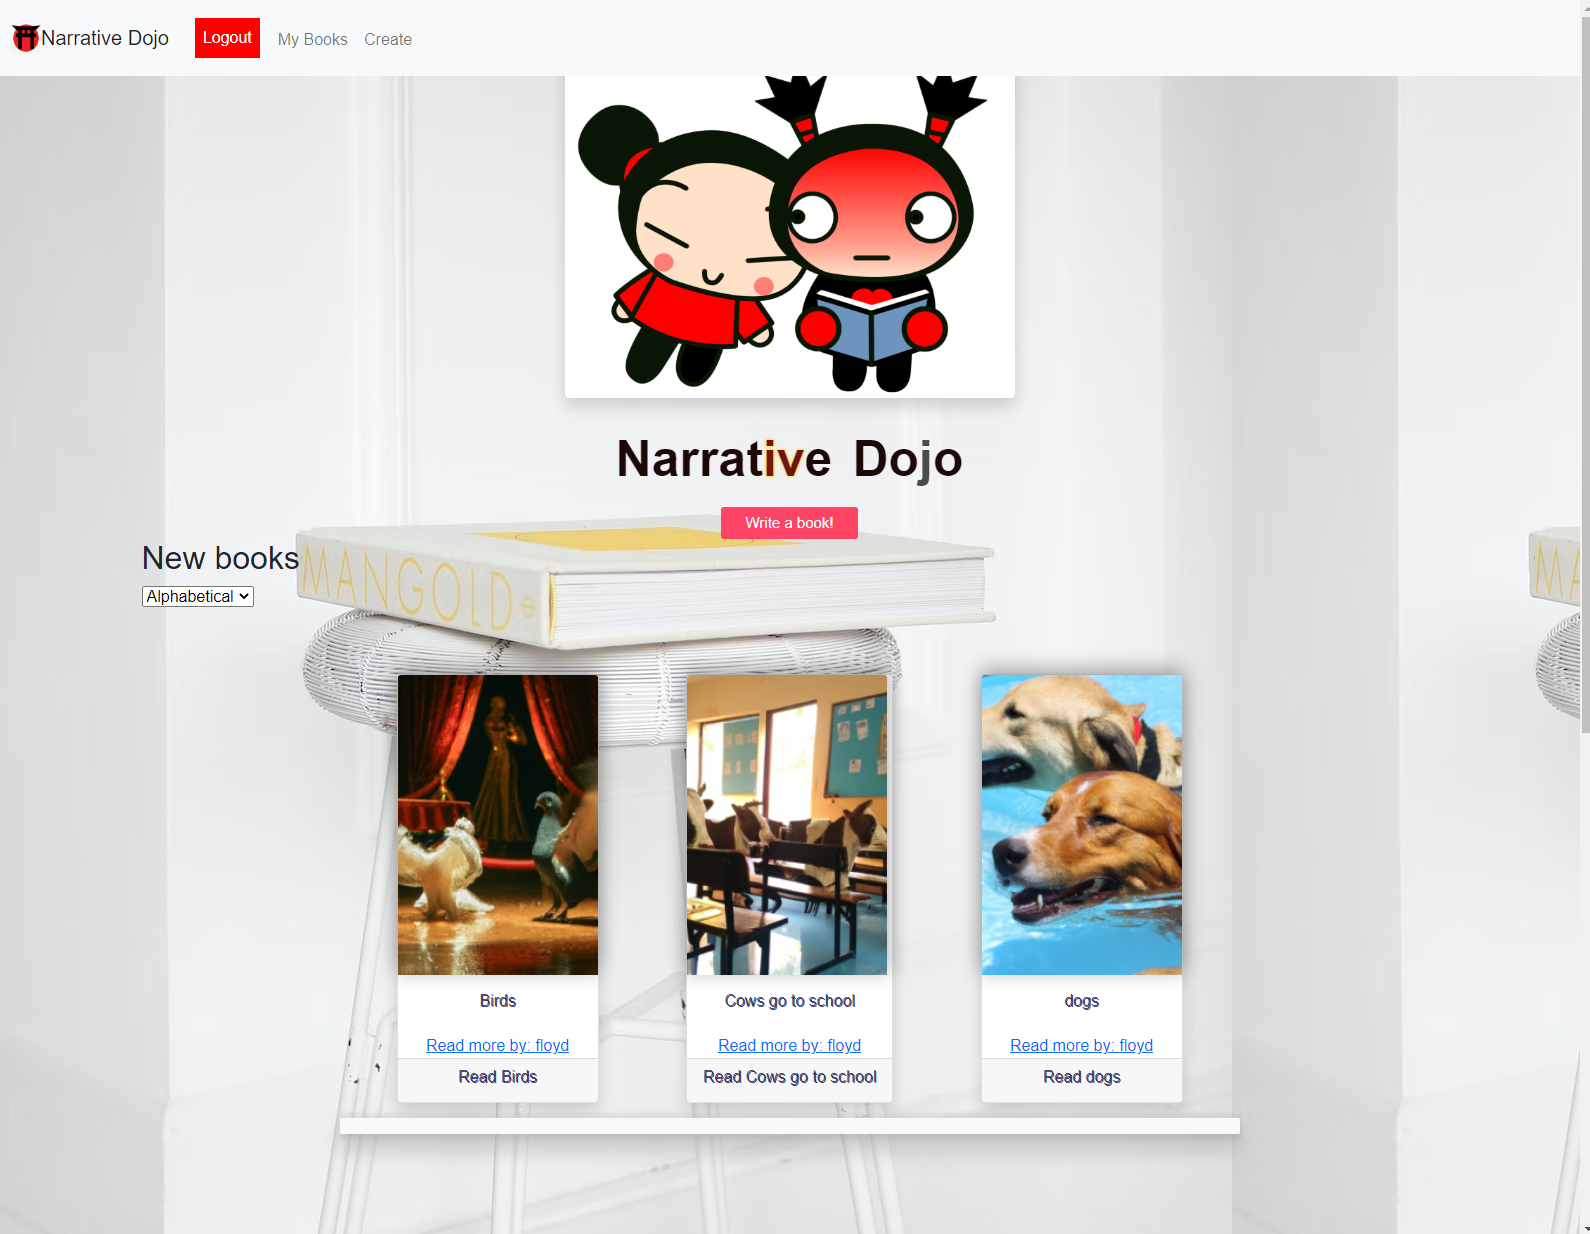 Narrative Dojo
Logout
My Books
Create
Narrative Dojo
Write a book!
New books
MANGOLD
Alphabetical
MA
Birds
Read more by: floyd
Read Birds
Cows go to school
Read more by: floyd
Read Cows go to school
dogs
Read more by: floyd
Read dogs